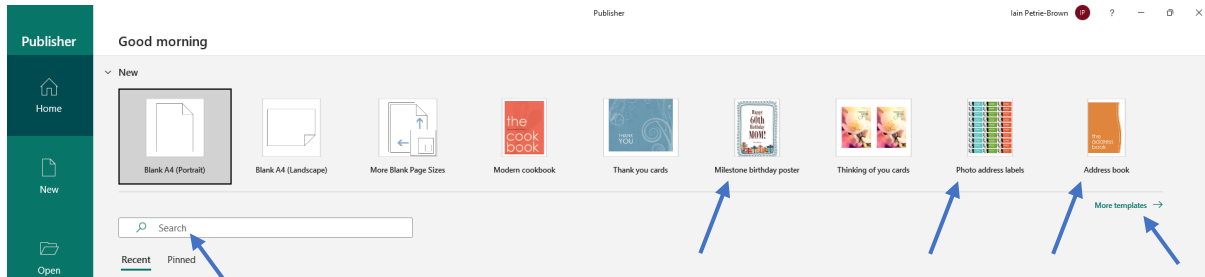 Publisher
Iain Petrie-Brown IP ?
Publisher
Good morning
New
Home
the cook book
THANK YOU
Happy 60th Birthday MOM!
the address book
Blank A4 (Portrait)
Blank A4 (Landscape)
More Blank Page Sizes
Modern cookbook
Thank you cards
Milestone birthday poster
Thinking of you cards
Photo address labels
Address book
New
More templates
Search
Recent
Pinned
Open